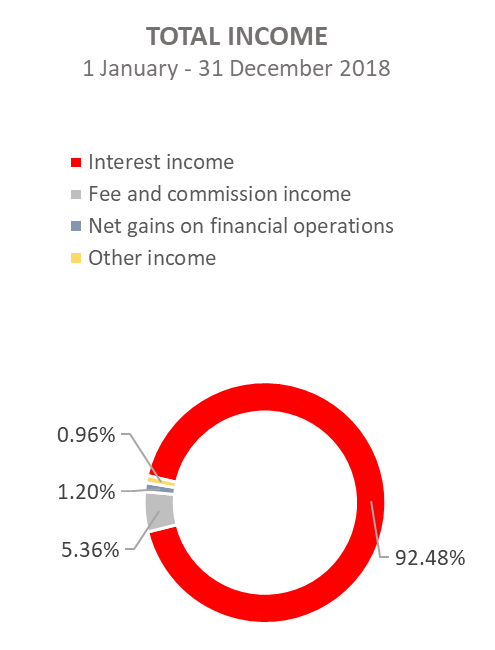 TOTAL INCOME
1 January - 31 December 2018
Interest income
Fee and commission income
Net gains on financial operations
Other income
0.96%
1.20%
5.36%
92.48%